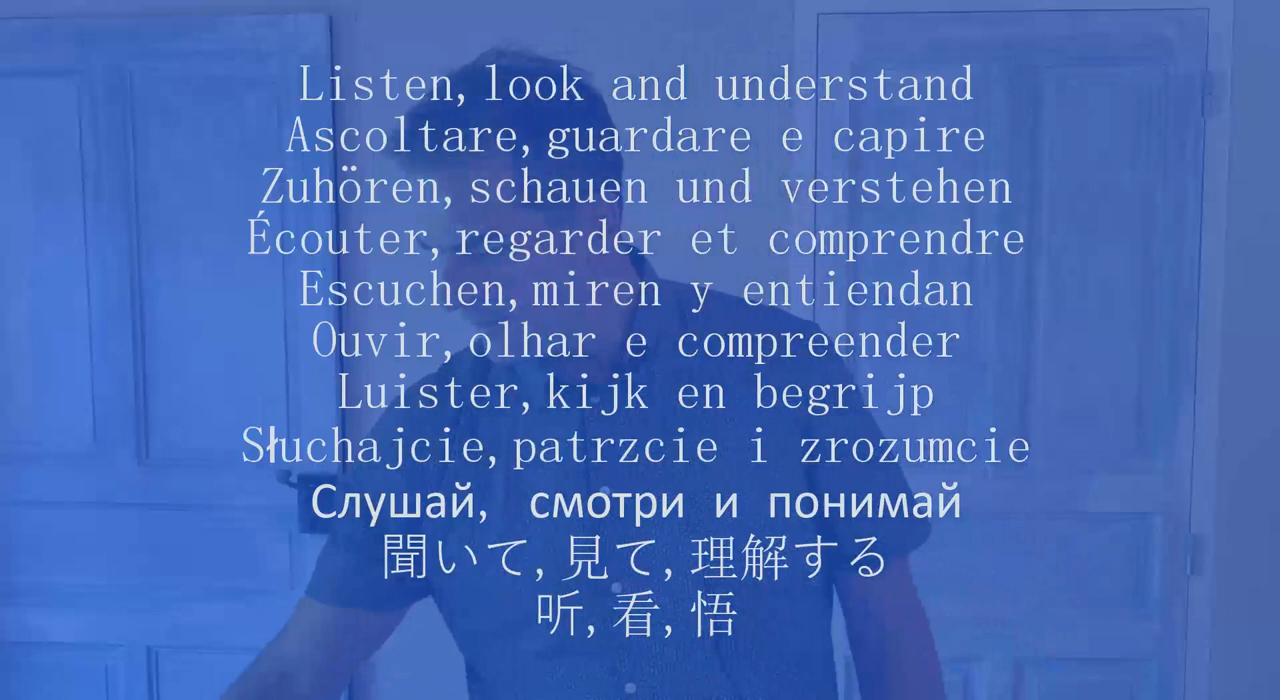 Listen, look and understand
Ascoltare, guardare e capire
Zuhören, schauen und verstehen
Écouter, regarder et comprendre
Escuchen, miren y entiendan
Ouvir, olhar e compreender
Luister, kijk en begrijp
Słuchajcie, patrzcie i zrozumcie
Слушай, смотри и понимай
聞いて, 見て, 理解する
听, 看, 悟